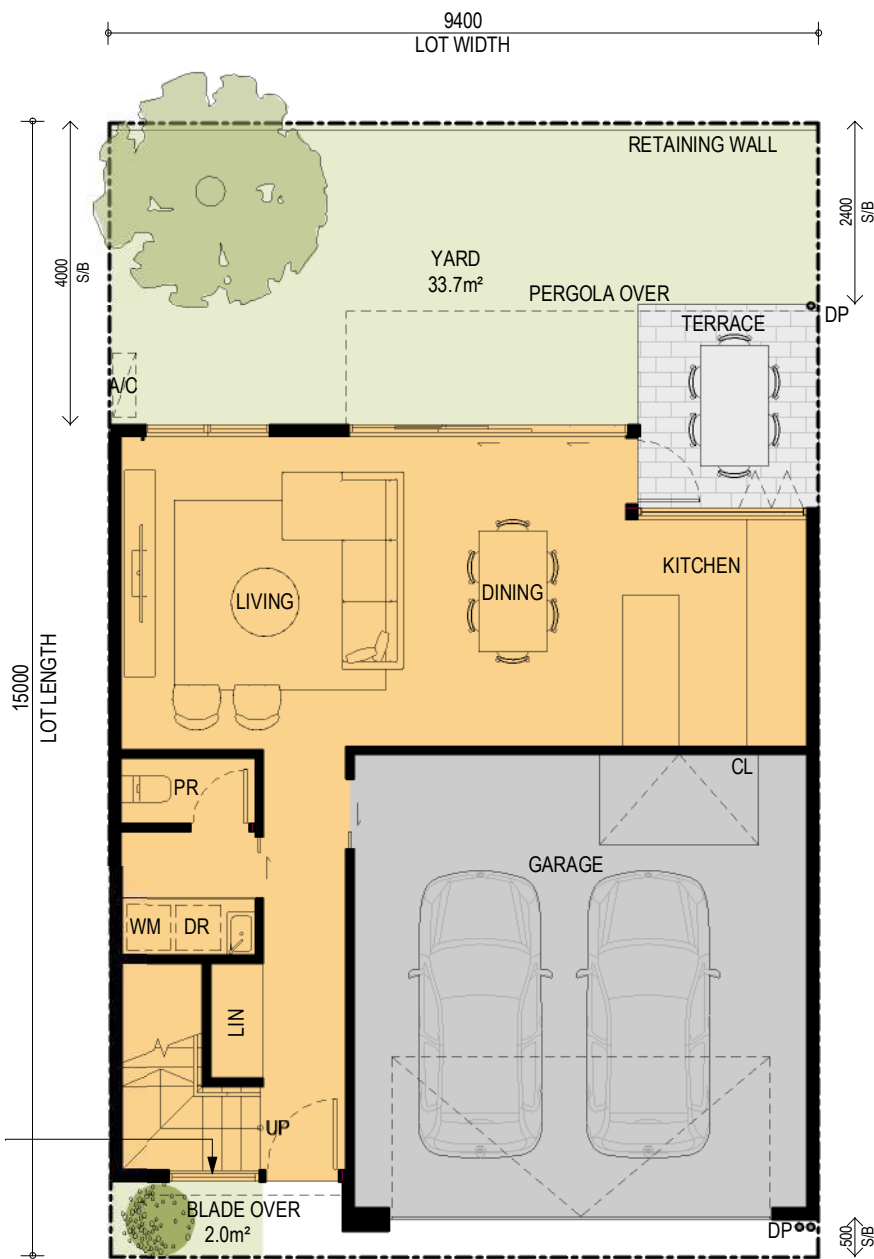 9400
LOT WIDTH
RETAINING WALL
2400
S/B
4000
S/B
YARD
33.7m²
PERGOLA OVER
DP
TERRACE
A/C
KITCHEN
LIVING
DINING
15000
LOT LENGTH
CL
PR
GARAGE
WM
DR
LIN
UP
BLADE OVER
2.0m²
DP
500
S/B